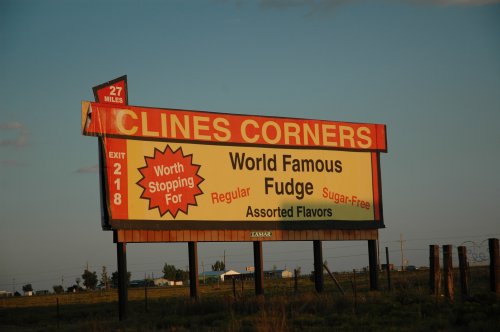 27
MILES
CLINES CORNERS
EXIT
2
1
8
Worth
Stopping
For
World Famous
Fudge
Regular
Sugar-Free
Assorted Flavors
LAMAR